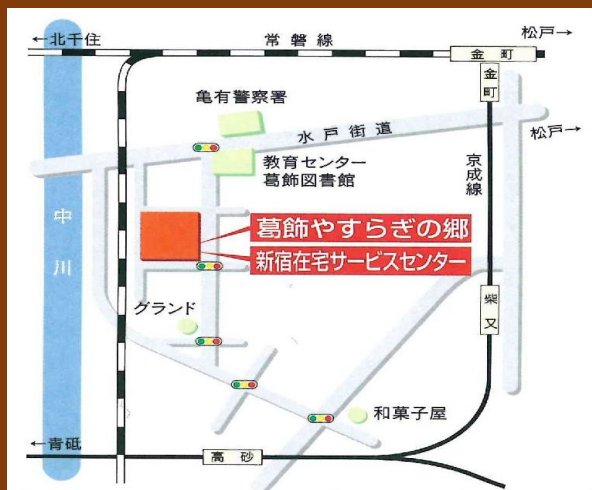 ←北千住
常磐線
松戸→
金町
金町
亀有警察署
水戸街道
松戸→
教育センター
葛飾図書館
京成線
中川
葛飾やすらぎの郷
新宿在宅サービスセンター
グランド
柴又
和菓子屋
←青砥
高砂